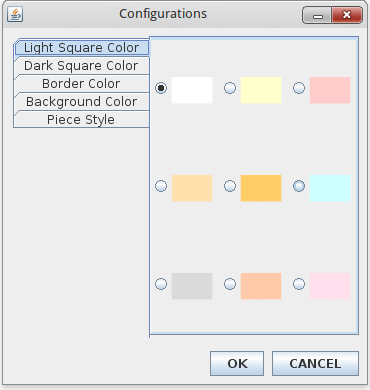 Configurations
Light Square Color
Dark Square Color
Border Color
Background Color
Piece Style
OK
CANCEL